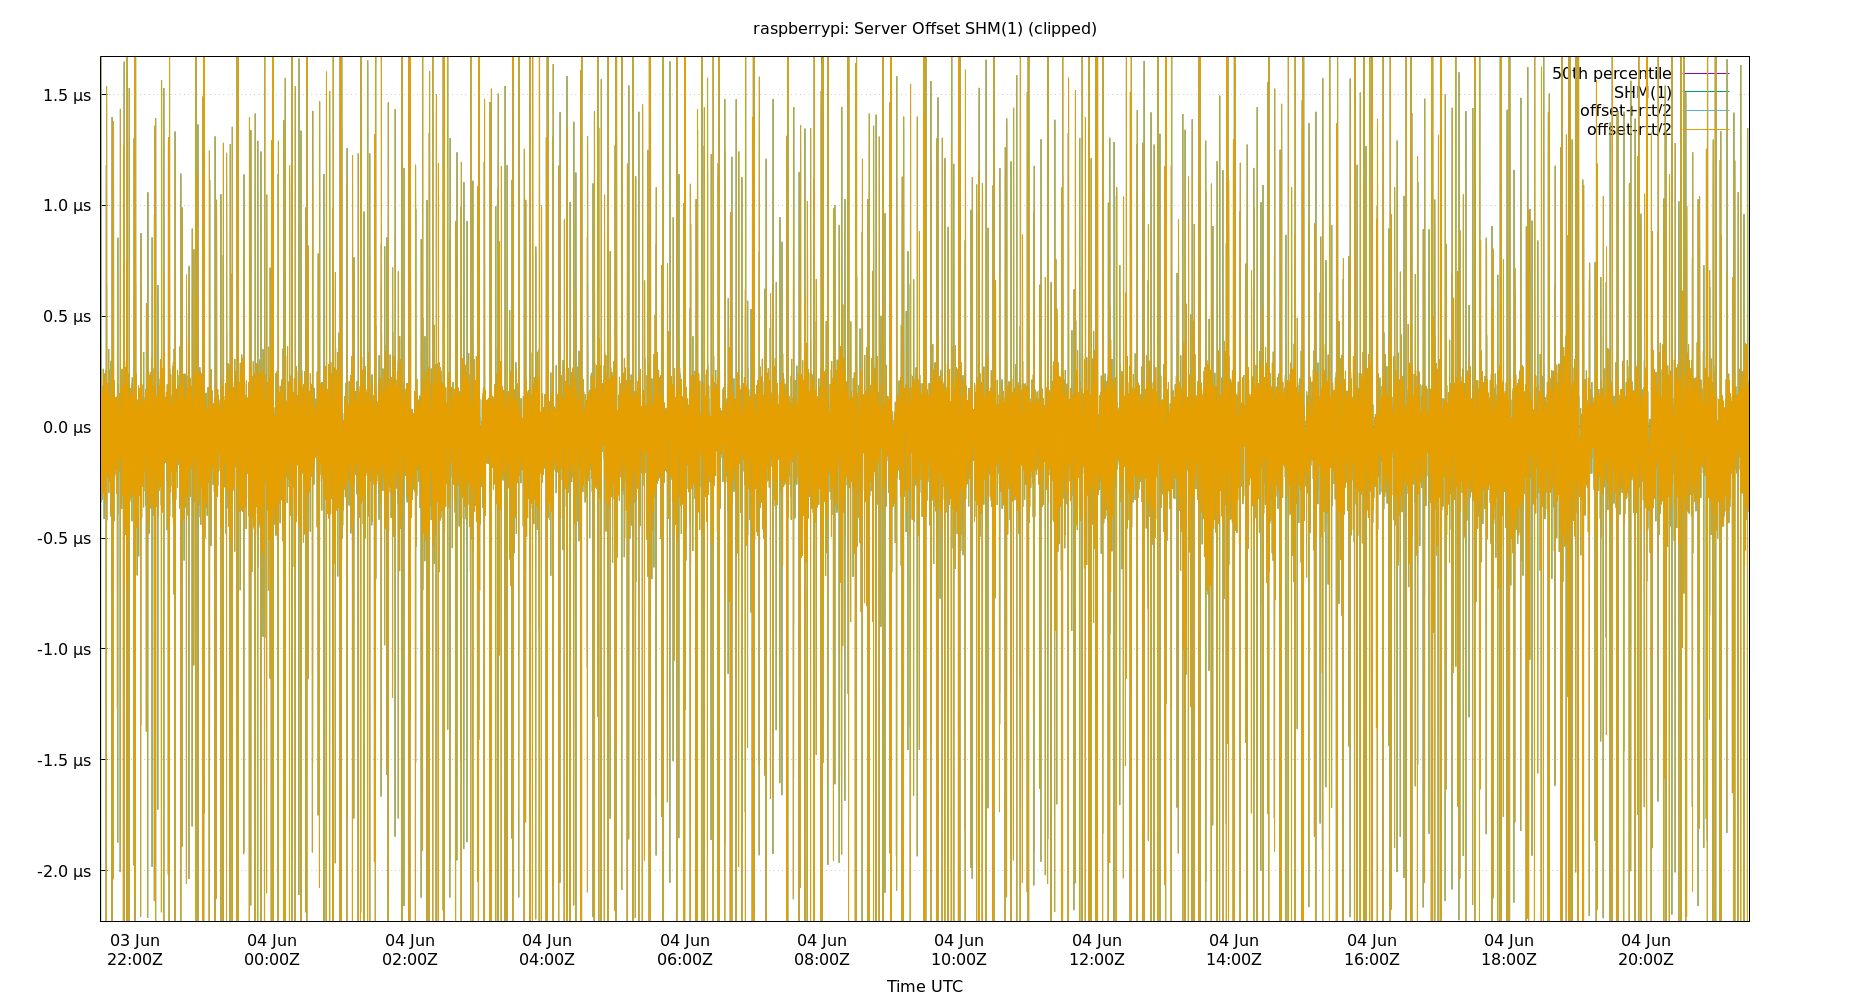 raspberrypi: Server Offset SHM(1) (clipped)
50th percentile
SHM(1)
offset+rtt/2
offset-rtt/2
1.5 µs
1.0 µs
0.5 µs
0.0 µs
-0.5 µs
-1.0 µs
-1.5 µs
-2.0 µs
03 Jun 04 Jun 04 Jun 04 Jun 04 Jun 04 Jun 04 Jun 04 Jun 04 Jun 04 Jun 04 Jun 04 Jun
22:00Z 00:00Z 02:00Z 04:00Z 06:00Z 08:00Z 10:00Z 12:00Z 14:00Z 16:00Z 18:00Z 20:00Z
Time UTC